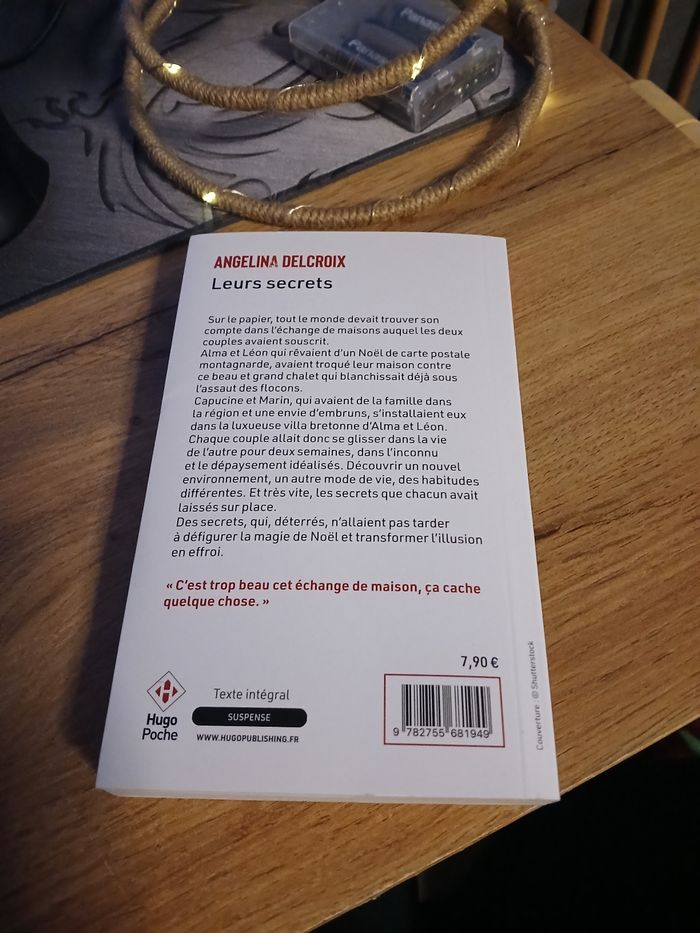 Panas
Panas
ANGELINA DELCROIX
Leurs secrets
Sur le papier, tout le monde devait trouver son
compte dans l'échange de maisons auquel les deux
couples avaient souscrit.
Alma et Léon qui rêvaient d'un Noël de carte postale
montagnarde, avaient troqué leur maison contre
ce beau et grand chalet qui blanchissait déjà sous
l'assaut des flocons.
Capucine et Marin, qui avaient de la famille dans
la région et une envie d'embruns, s'installaient eux
dans la luxueuse villa bretonne d'Alma et Léon.
Chaque couple allait donc se glisser dans la vie
de l'autre pour deux semaines, dans l'inconnu
et le dépaysement idéalisés. Découvrir un nouvel
environnement, un autre mode de vie, des habitudes
différentes. Et très vite, les secrets que chacun avait
laissés sur place.
Des secrets, qui, déterrés, n'allaient pas tarder
à défigurer la magie de Noël et transformer l'illusion
en effroi.
« C'est trop beau cet échange de maison, ça cache
quelque chose. »
7,90 €
Hugo
Poche
Texte intégral
SUSPENSE
WWW.HUGOPUBLISHING.FR
9 782755 681949
Couverture : © Shutterstock